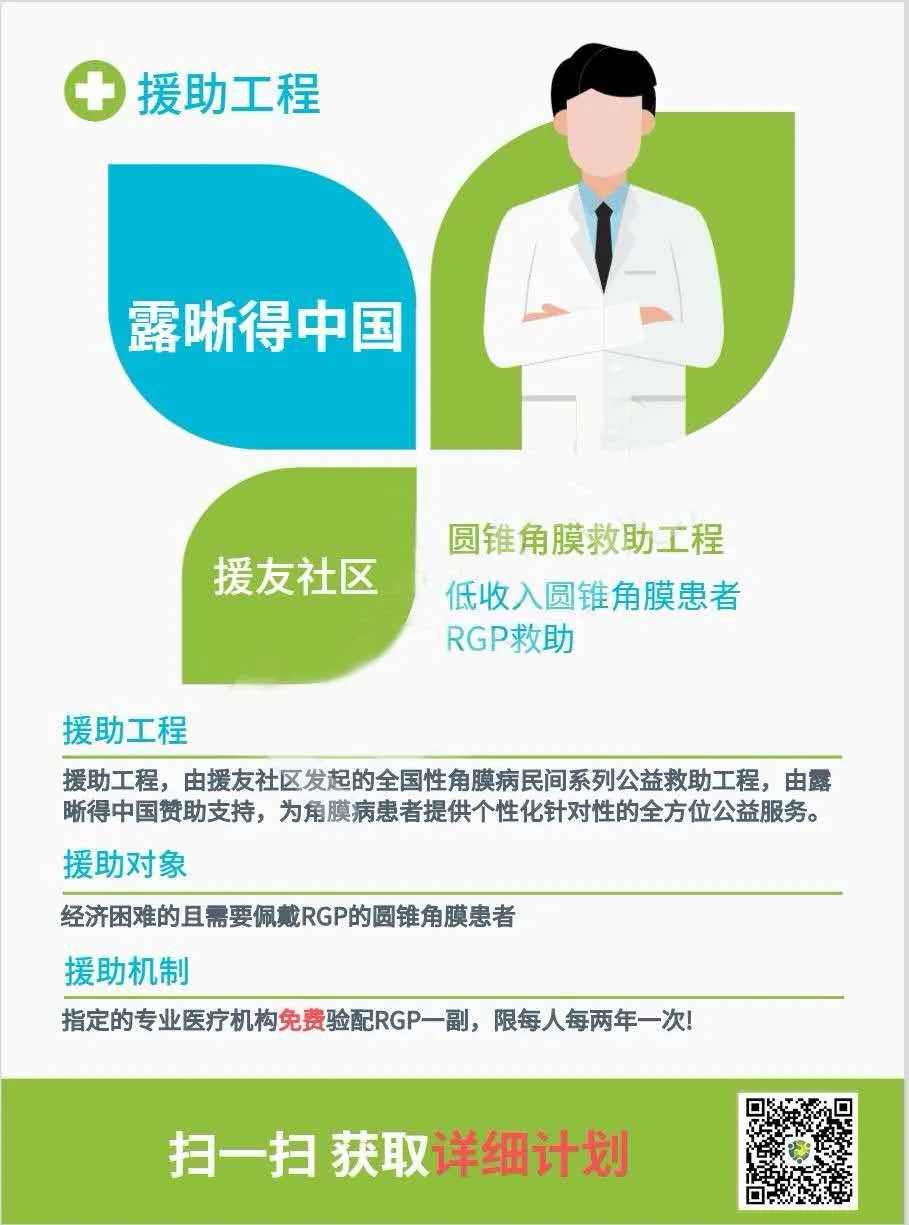 援助工程
露晰得中国
援友社区
圆锥角膜救助工程
低收入圆锥角膜患者
RGP救助
援助工程
援助工程，由援友社区发起的全国性角膜病民间系列公益救助工程，由露
晰得中国赞助支持，为角膜病患者提供个性化针对性的全方位公益服务。
援助对象
经济困难的且需要佩戴RGP的圆锥角膜患者
援助机制
指定的专业医疗机构免费验配RGP一副，限每人每两年一次!
扫一扫 获取详细计划